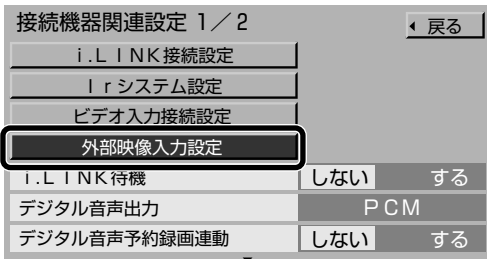 接続機器関連設定 1／2
戻る
i.LINK接続設定
Irシステム設定
ビデオ入力接続設定
外部映像入力設定
i.LINK待機 しない する
デジタル音声出力 PCM
デジタル音声予約録画連動 しない する